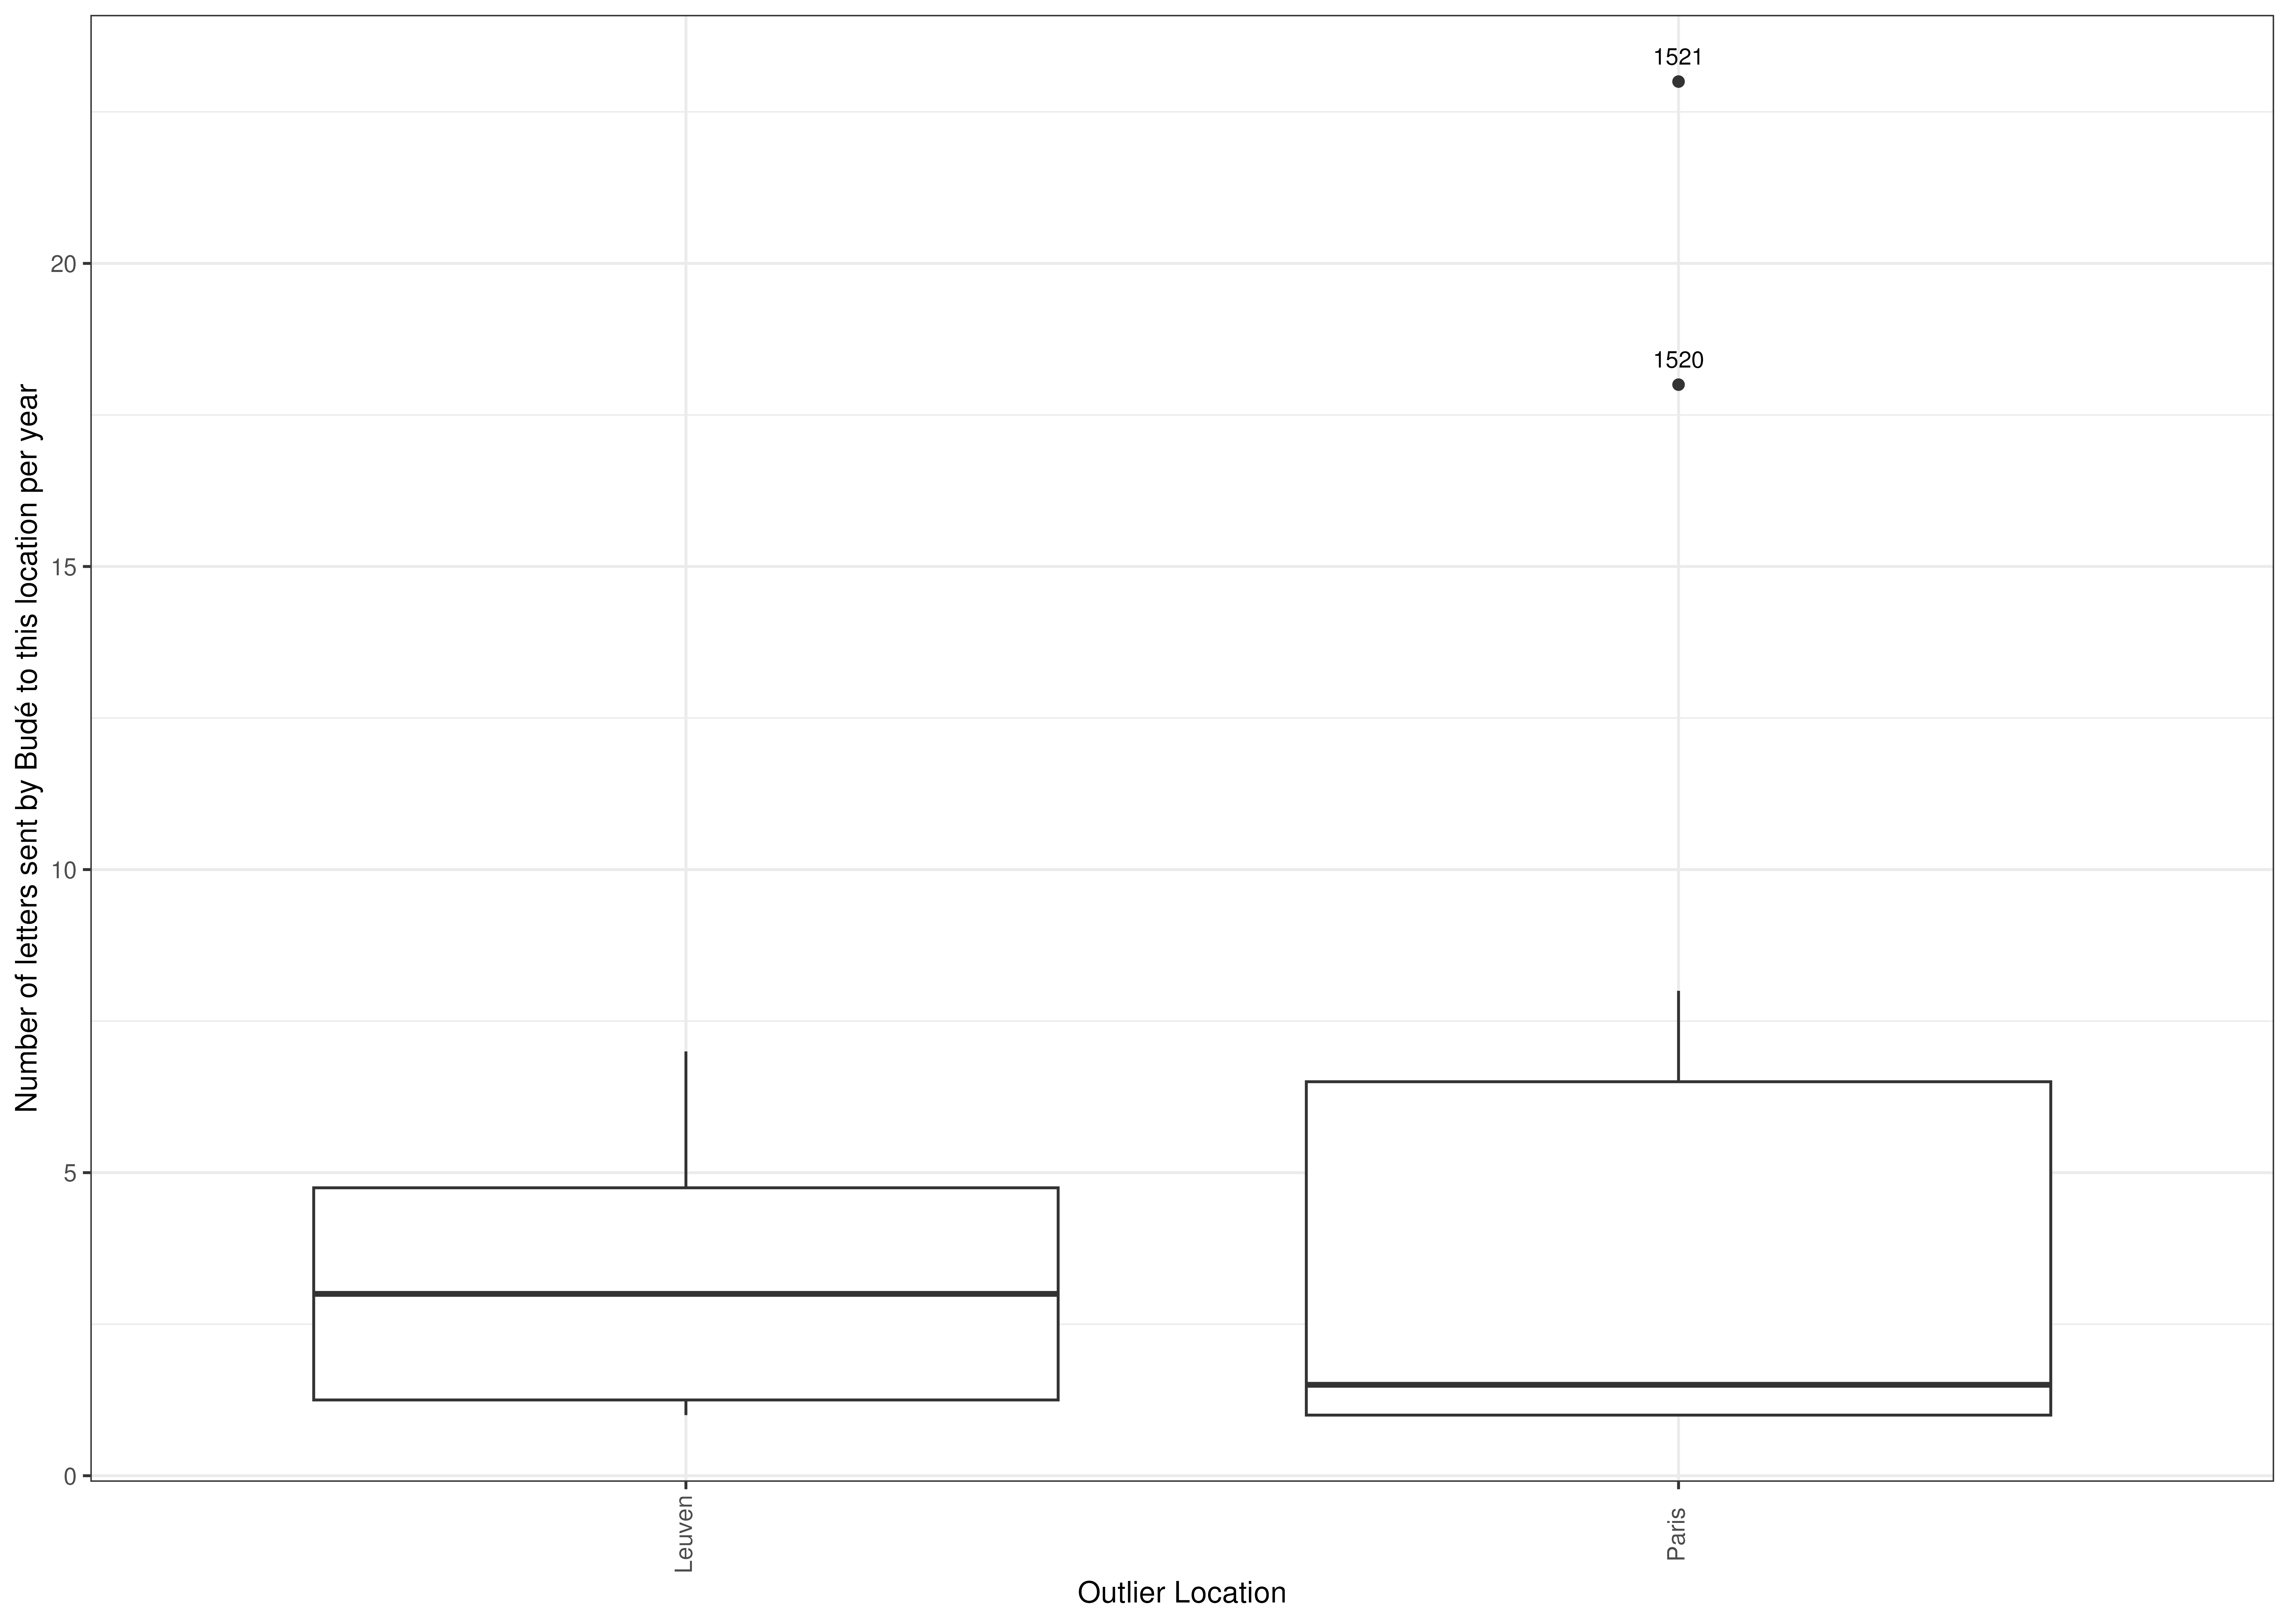 Number of letters sent by Budé to this location per year
1521
1520
20
15
10
5
0
Leuven
Paris
Outlier Location